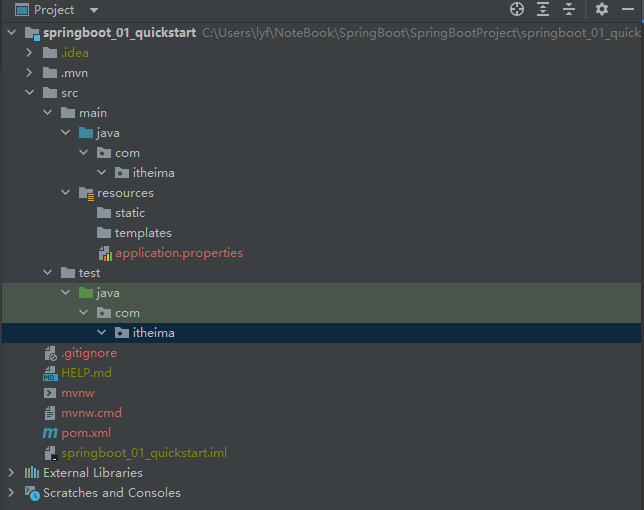 Project
springboot_01_quickstart C:\Users\lyf\NoteBook\SpringBoot\SpringBootProject\springboot_01_quick
.idea
.mvn
src
main
java
com
itheima
resources
static
templates
application.properties
test
java
com
itheima
.gitignore
HELP.md
mvnw
mvnw.cmd
pom.xml
springboot_01_quickstart.iml
External Libraries
Scratches and Consoles